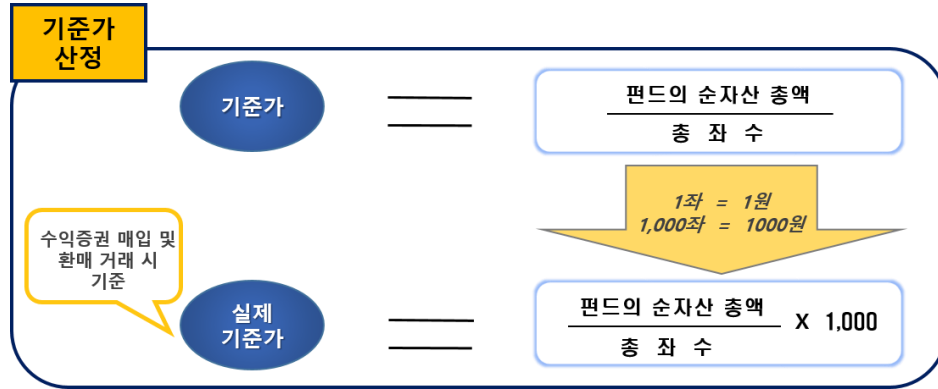 기준가
산정
기준가
펀드의 순자산 총액
총 좌 수
1좌 = 1원
1,000좌 = 1000원
수익증권 매입 및
환매 거래 시
기준
실제
기준가
펀드의 순자산 총액
총 좌 수
X 1,000